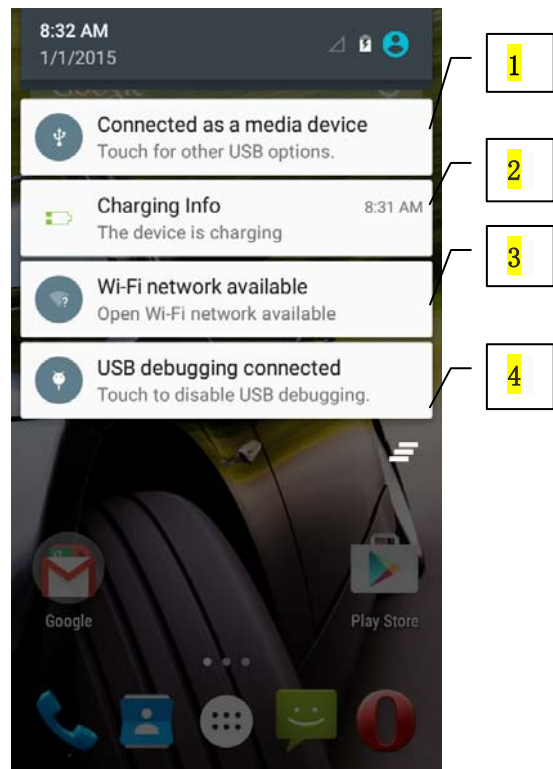 8:32 AM
1/1/2015
Google
Connected as a media device
Touch for other USB options.
1
Charging Info 8:31 AM
The device is charging
2
Wi-Fi network available
Open Wi-Fi network available
3
USB debugging connected
Touch to disable USB debugging.
4
Google
Play Store